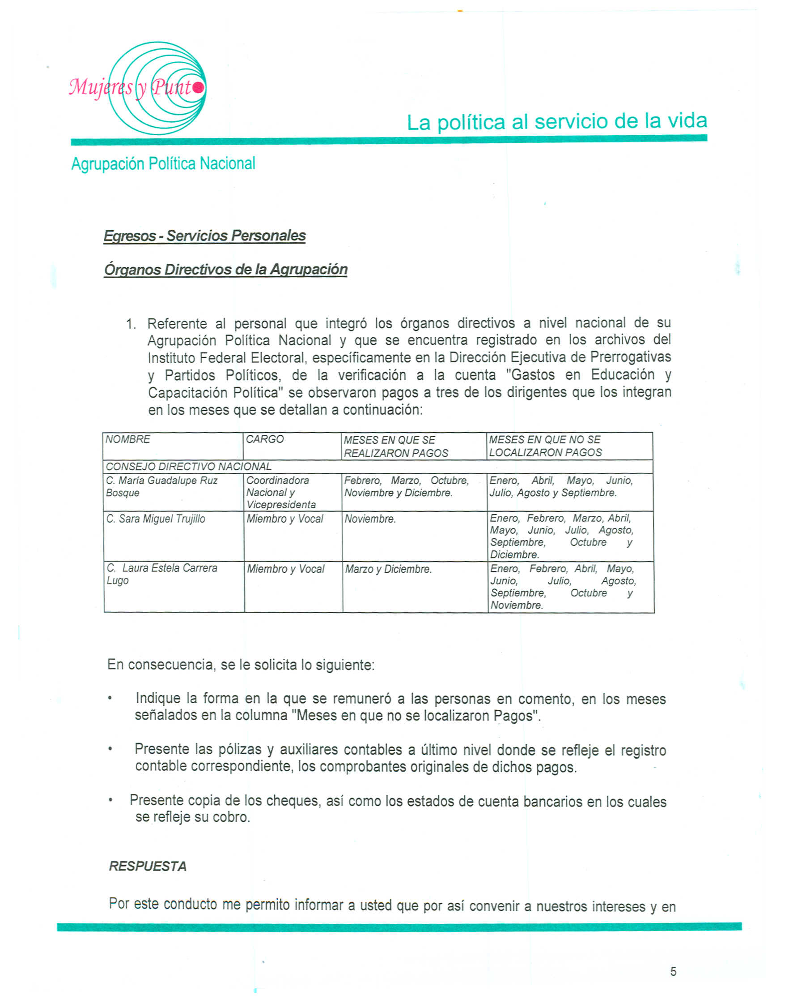 Mujeres y Punto
La política al servicio de la vida
Agrupación Política Nacional
Egresos - Servicios Personales
Órganos Directivos de la Agrupación
1. Referente al personal que integró los órganos directivos a nivel nacional de su
Agrupación Política Nacional y que se encuentra registrado en los archivos del
Instituto Federal Electoral, específicamente en la Dirección Ejecutiva de Prerrogativas
y Partidos Políticos, de la verificación a la cuenta "Gastos en Educación y
Capacitación Política" se observaron pagos a tres de los dirigentes que los integran
en los meses que se detallan a continuación:
NOMBRE
CARGO
MESES EN QUE SE
REALIZARON PAGOS
MESES EN QUE NO SE
LOCALIZARON PAGOS
CONSEJO DIRECTIVO NACIONAL
C. María Guadalupe Ruz
Bosque
Coordinadora
Nacional y
Vicepresidenta
Febrero, Marzo, Octubre,
Noviembre y Diciembre.
Enero, Abril, Mayo, Junio,
Julio, Agosto y Septiembre.
C. Sara Miguel Trujillo
Miembro y Vocal
Noviembre.
Enero, Febrero, Marzo, Abril,
Mayo, Junio, Julio, Agosto,
Septiembre, Octubre y
Diciembre.
C. Laura Estela Carrera
Lugo
Miembro y Vocal
Marzo y Diciembre.
Enero, Febrero, Abril, Mayo,
Junio, Julio, Agosto,
Septiembre, Octubre y
Noviembre.
En consecuencia, se le solicita lo siguiente:
• Indique la forma en la que se remuneró a las personas en comento, en los meses
señalados en la columna "Meses en que no se localizaron Pagos".
• Presente las pólizas y auxiliares contables a último nivel donde se refleje el registro
contable correspondiente, los comprobantes originales de dichos pagos.
• Presente copia de los cheques, así como los estados de cuenta bancarios en los cuales
se refleje su cobro.
RESPUESTA
Por este conducto me permito informar a usted que por así convenir a nuestros intereses y en
5